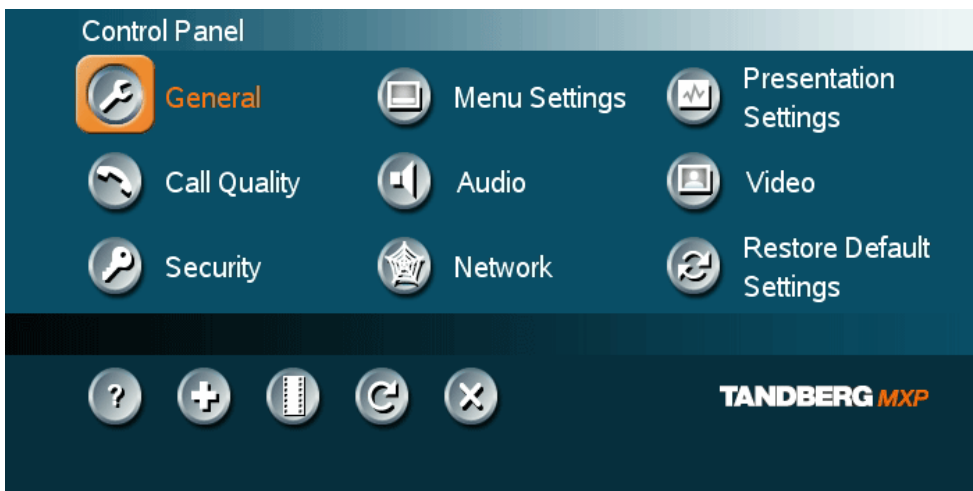 Control Panel
General
Menu Settings
Presentation
Settings
Call Quality
Audio
Video
Security
Network
Restore Default
Settings
?
TANDBERG MXP